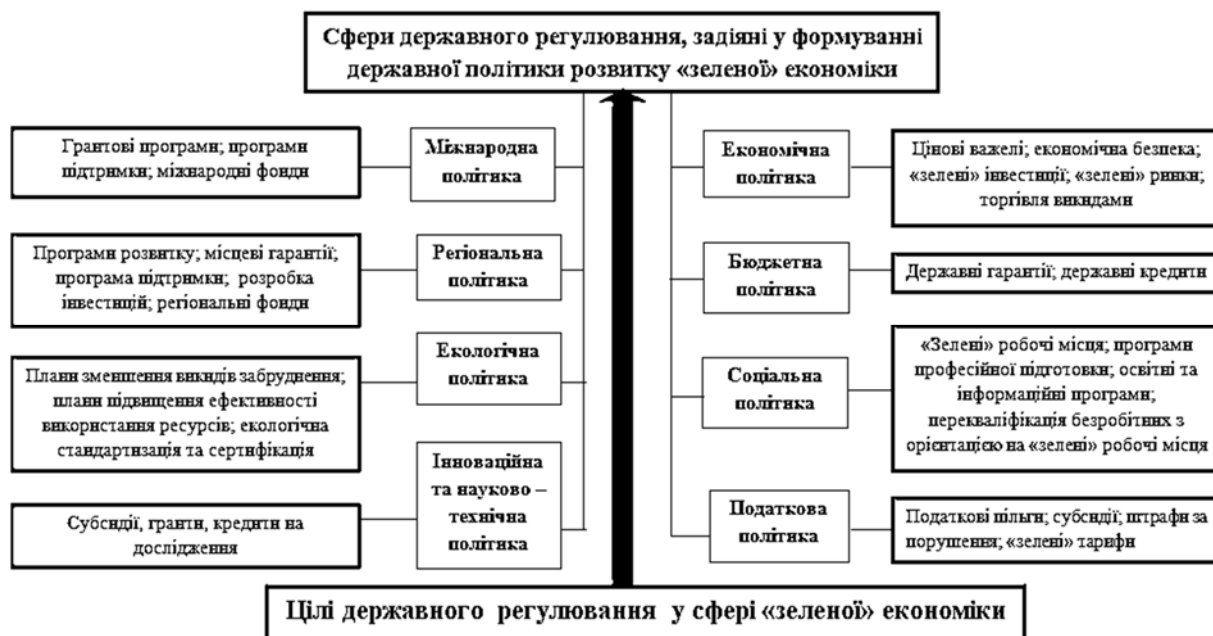 Сфери державного регулювання, задіяні у формуванні
державної політики розвитку «зеленої» економіки
Грантові програми; програми
підтримки; міжнародні фонди
Міжнародна
політика
Економічна
політика
Цінові важелі; економічна безпека;
«зелені» інвестиції; «зелені» ринки;
торгівля викидами
Програми розвитку; місцеві гарантії;
програма підтримки; розробка
інвестицій; регіональні фонди
Регіональна
політика
Бюджетна
політика
Державні гарантії; державні кредити
Плани зменшення викидів забруднення;
плани підвищення ефективності
використання ресурсів; екологічна
стандартизація та сертифікація
Екологічна
політика
Соціальна
політика
«Зелені» робочі місця; програми
професійної підготовки; освітні та
інформаційні програми;
перекваліфікація безробітних з
орієнтацією на «зелені» робочі місця
Субсидії, гранти, кредити на
дослідження
Інноваційна
та науково –
технічна
політика
Податкова
політика
Податкові пільги; субсидії; штрафи за
порушення; «зелені» тарифи
Цілі державного регулювання у сфері «зеленої» економіки